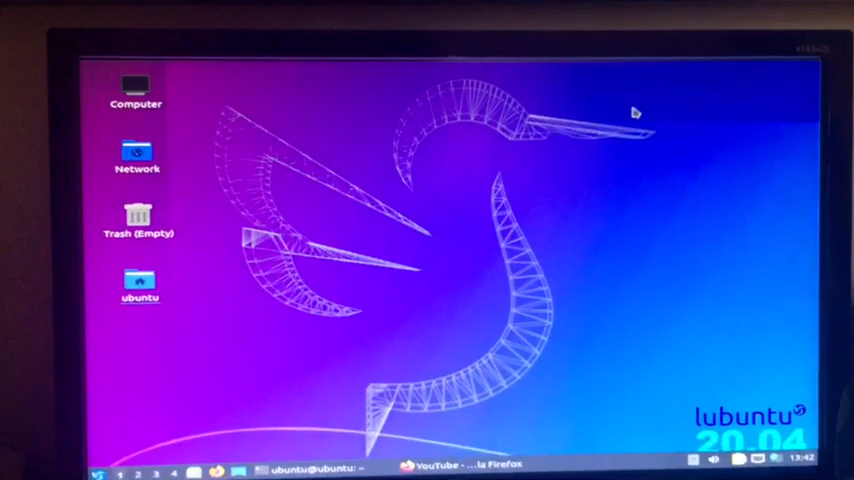 Computer
Network
Trash (Empty)
ubuntu
lubuntu
20.04
1 2 3 4
ubuntu@ubuntu: ~
YouTube - ...la Firefox
13:42